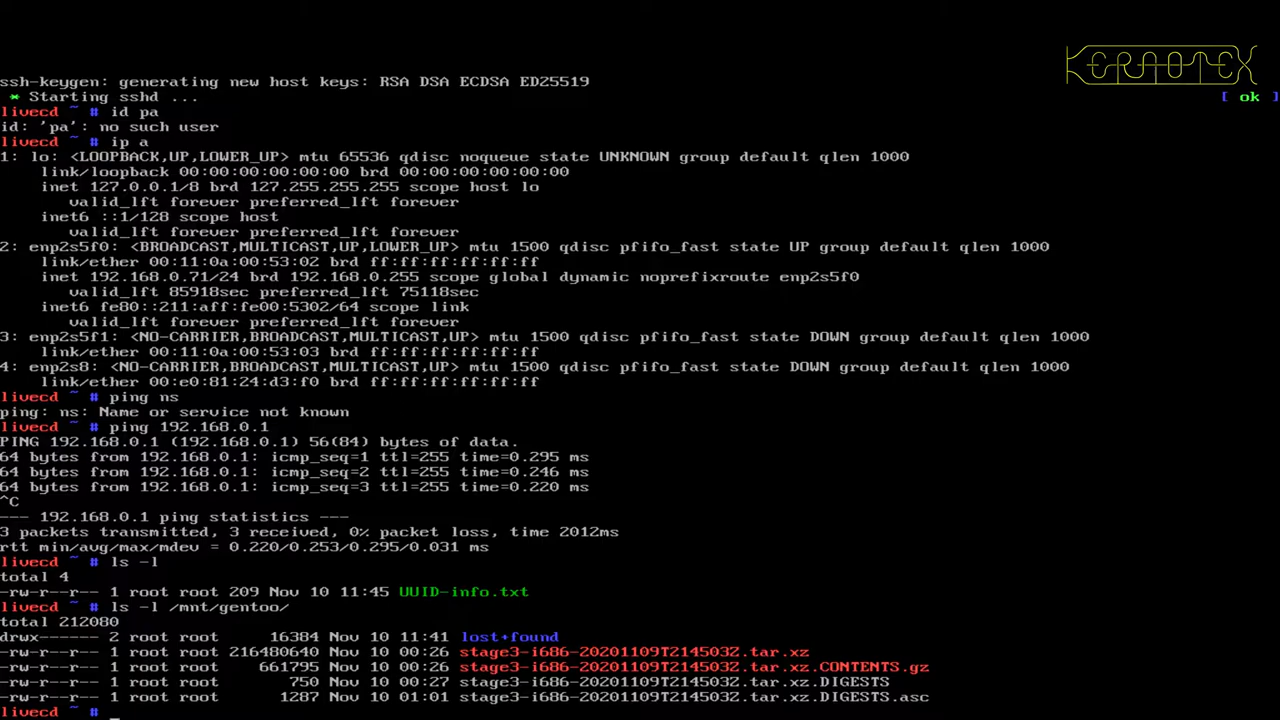 KERAOTEX
ssh-keygen: generating new host keys: RSA DSA ECDSA ED25519
* Starting sshd ... [ ok ]
livecd ~ # id pa
id: 'pa': no such user
livecd ~ # ip a
1: lo: <LOOPBACK,UP,LOWER_UP> mtu 65536 qdisc noqueue state UNKNOWN group default qlen 1000
link/loopback 00:00:00:00:00:00 brd 00:00:00:00:00:00
inet 127.0.0.1/8 brd 127.255.255.255 scope host lo
valid_lft forever preferred_lft forever
inet6 ::1/128 scope host
valid_lft forever preferred_lft forever
2: enp2s5f0: <BROADCAST,MULTICAST,UP,LOWER_UP> mtu 1500 qdisc pfifo_fast state UP group default qlen 1000
link/ether 00:11:0a:00:53:02 brd ff:ff:ff:ff:ff:ff
inet 192.168.0.71/24 brd 192.168.0.255 scope global dynamic noprefixroute enp2s5f0
valid_lft 85918sec preferred_lft 75118sec
inet6 fe80::211:aff:fe00:5302/64 scope link
valid_lft forever preferred_lft forever
3: enp2s5f1: <NO-CARRIER,BROADCAST,MULTICAST,UP> mtu 1500 qdisc pfifo_fast state DOWN group default qlen 1000
link/ether 00:11:0a:00:53:03 brd ff:ff:ff:ff:ff:ff
4: enp2s8: <NO-CARRIER,BROADCAST,MULTICAST,UP> mtu 1500 qdisc pfifo_fast state DOWN group default qlen 1000
link/ether 00:e0:81:24:d3:f0 brd ff:ff:ff:ff:ff:ff
livecd ~ # ping ns
ping: ns: Name or service not known
livecd ~ # ping 192.168.0.1
PING 192.168.0.1 (192.168.0.1) 56(84) bytes of data.
64 bytes from 192.168.0.1: icmp_seq=1 ttl=255 time=0.295 ms
64 bytes from 192.168.0.1: icmp_seq=2 ttl=255 time=0.246 ms
64 bytes from 192.168.0.1: icmp_seq=3 ttl=255 time=0.220 ms
^C
--- 192.168.0.1 ping statistics ---
3 packets transmitted, 3 received, 0% packet loss, time 2012ms
rtt min/avg/max/mdev = 0.220/0.253/0.295/0.031 ms
livecd ~ # ls -l
total 4
-rw-r--r-- 1 root root 209 Nov 10 11:45 UUID-info.txt
livecd ~ # ls -l /mnt/gentoo/
total 212080
drwx------ 2 root root 16384 Nov 10 11:41 lost+found
-rw-r--r-- 1 root root 216480640 Nov 10 00:26 stage3-i686-20201109T214503Z.tar.xz
-rw-r--r-- 1 root root 661795 Nov 10 00:26 stage3-i686-20201109T214503Z.tar.xz.CONTENTS.gz
-rw-r--r-- 1 root root 750 Nov 10 00:27 stage3-i686-20201109T214503Z.tar.xz.DIGESTS
-rw-r--r-- 1 root root 1287 Nov 10 01:01 stage3-i686-20201109T214503Z.tar.xz.DIGESTS.asc
livecd ~ # _